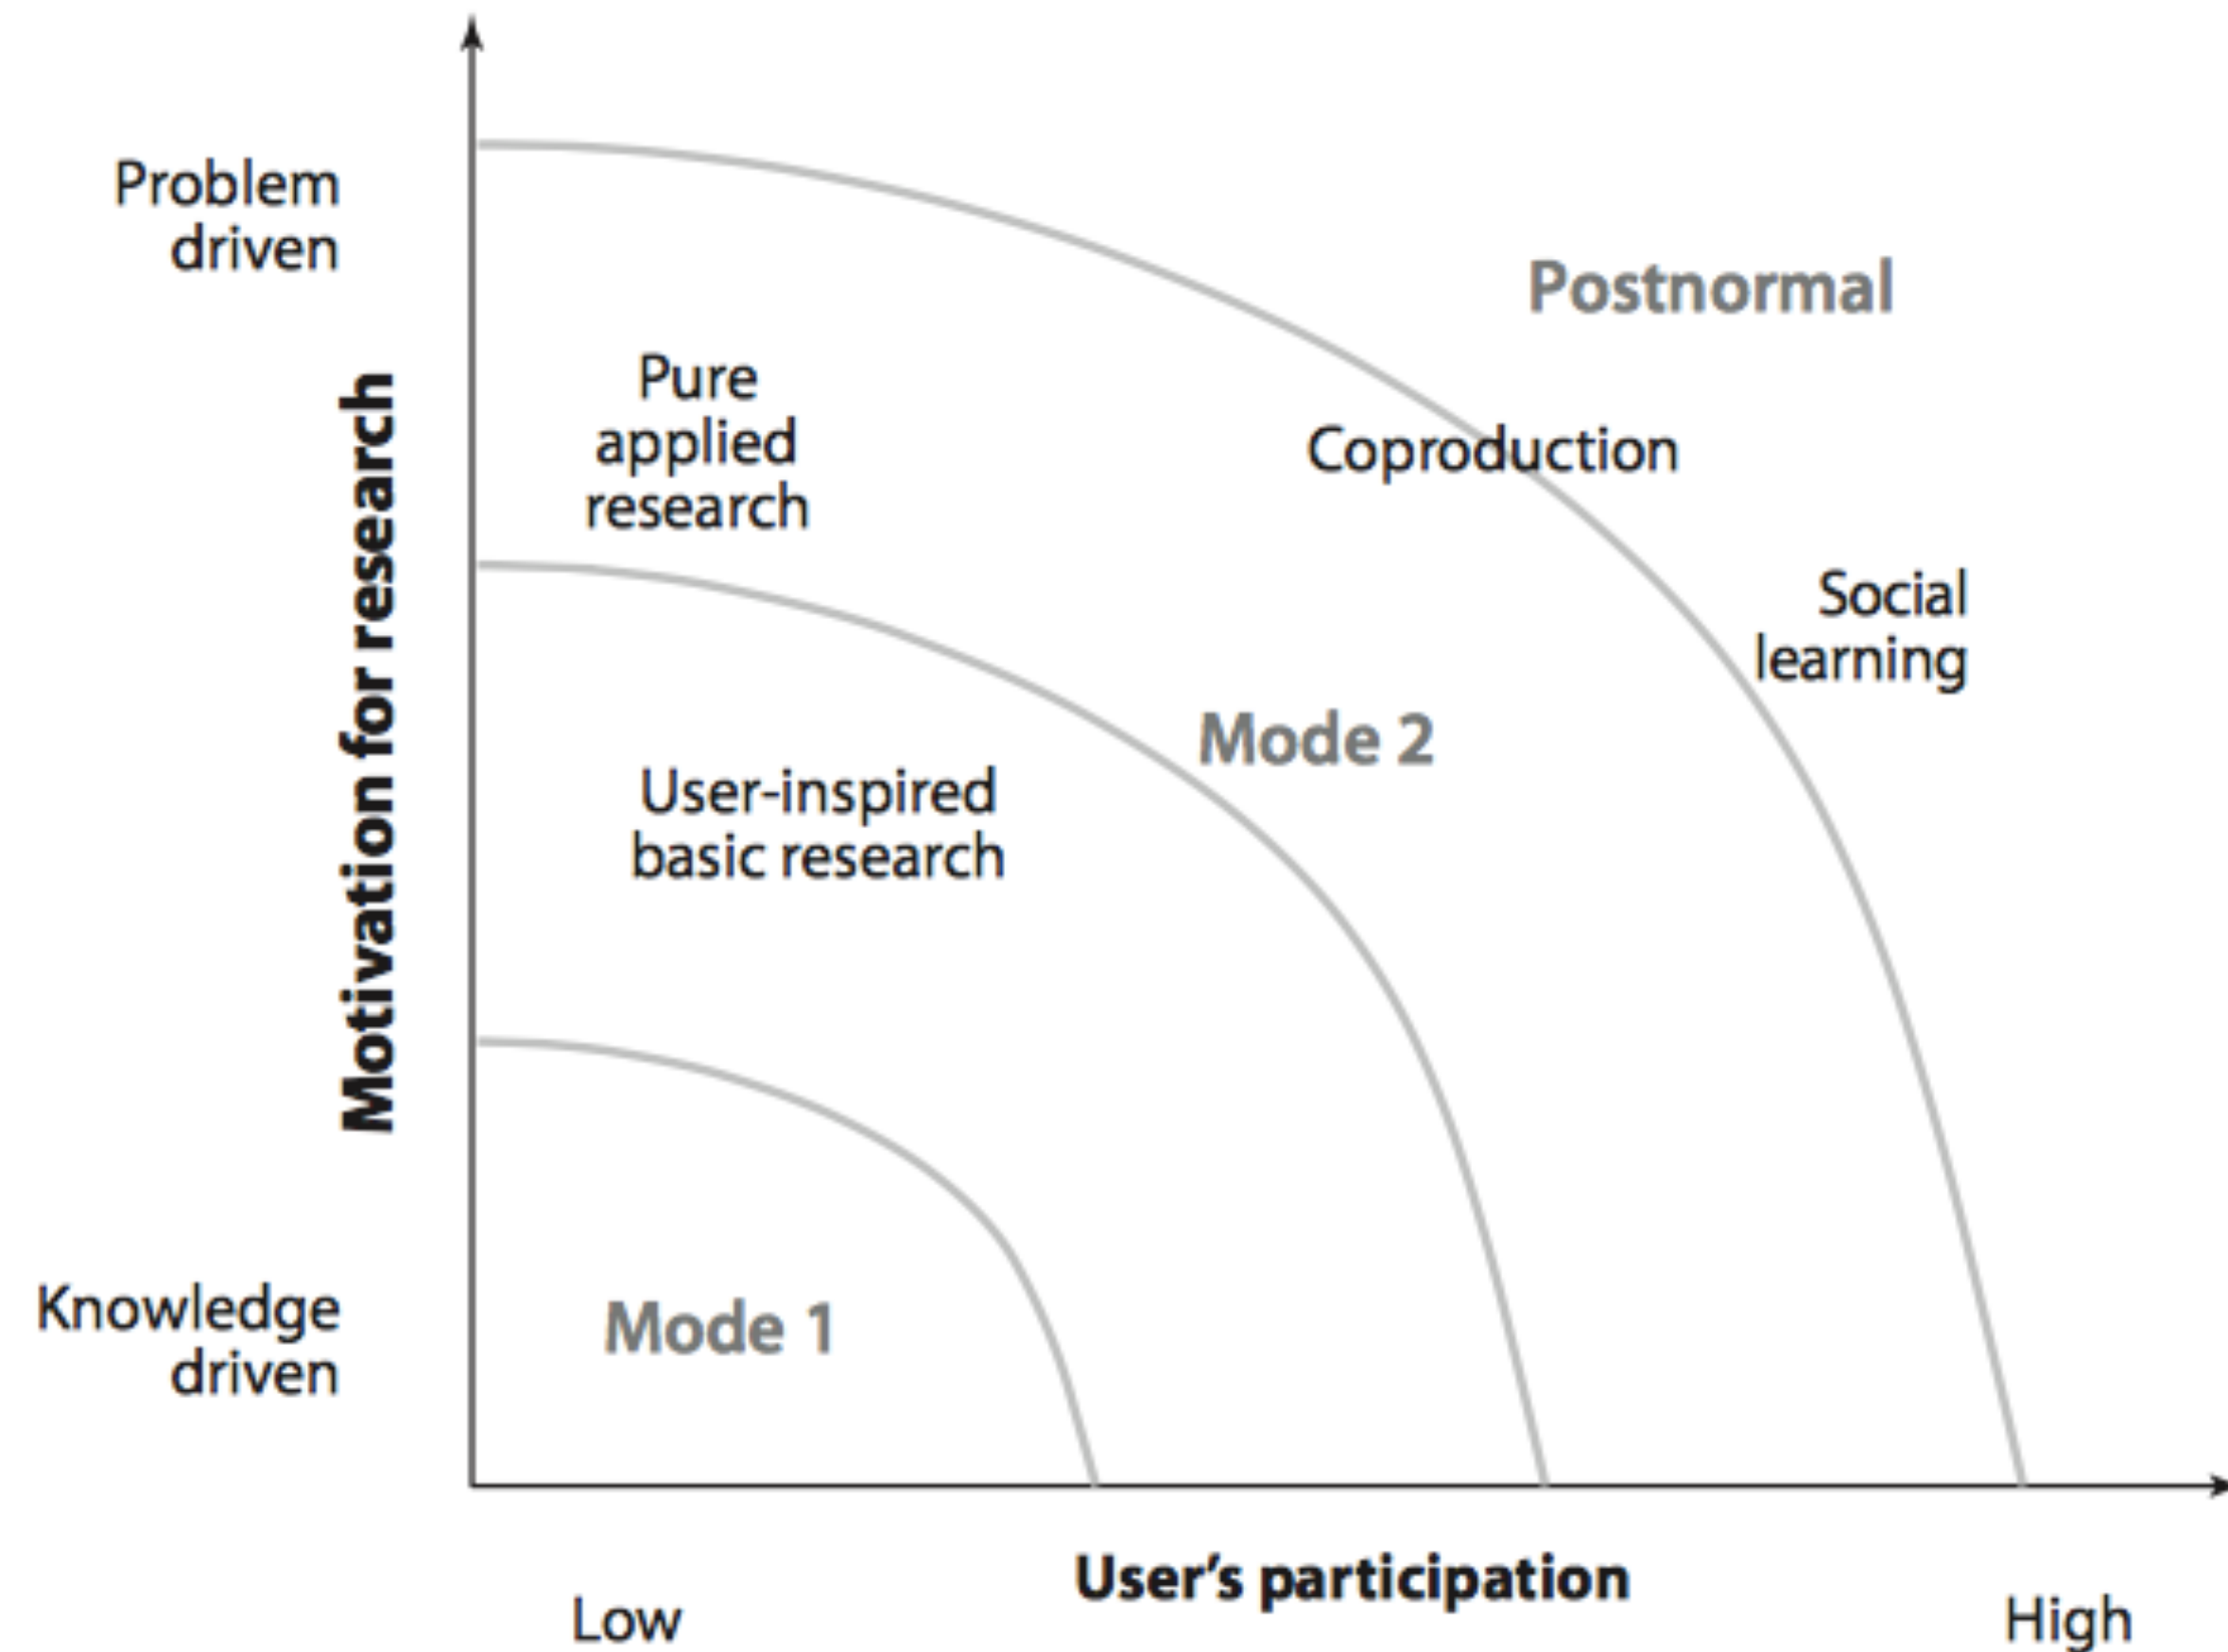 Problem
driven
Postnormal
Pure
applied
research
Coproduction
Motivation for research
Social
learning
Mode 2
User-inspired
basic research
Knowledge
driven
Mode 1
User’s participation
Low
High